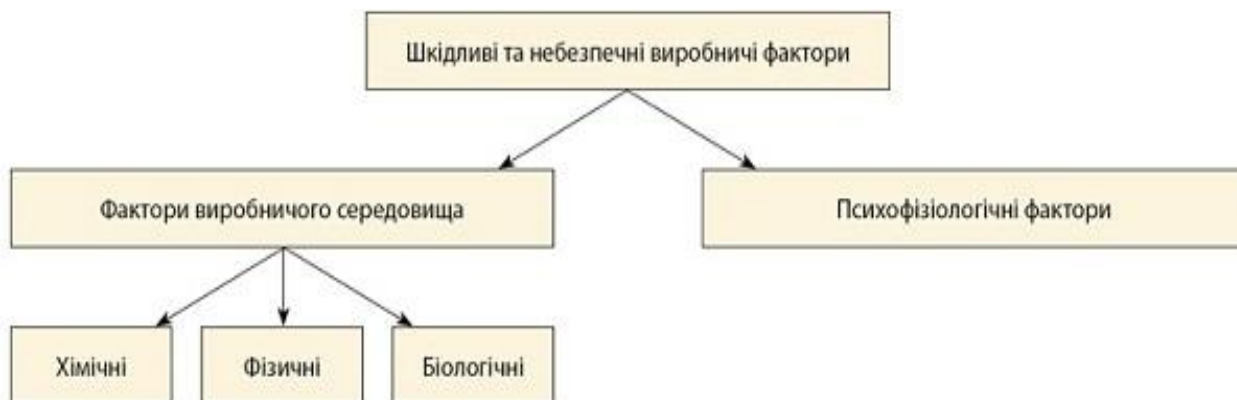 Шкідливі та небезпечні виробничі фактори
Фактори виробничого середовища
Психофізіологічні фактори
Хімічні
Фізичні
Біологічні